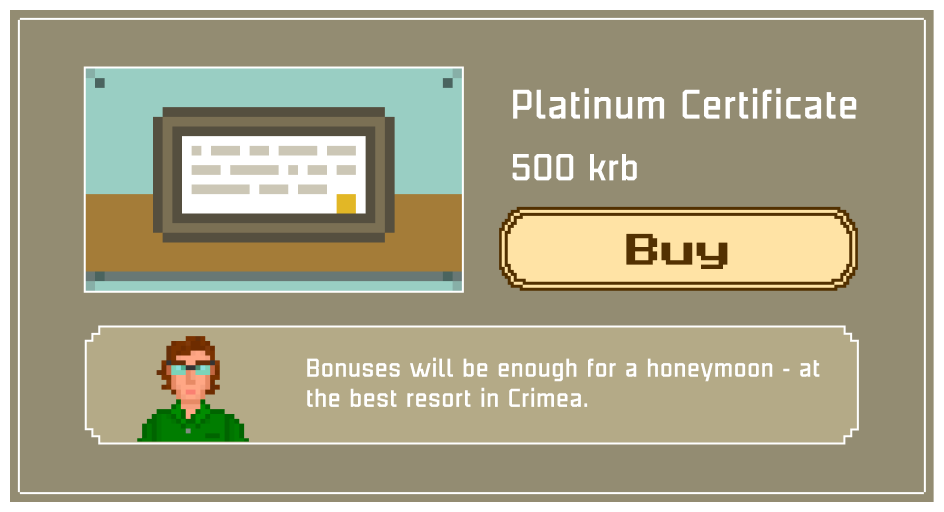 Platinum Certificate
500 krb
Buy
Bonuses will be enough for a honeymoon - at
the best resort in Crimea.